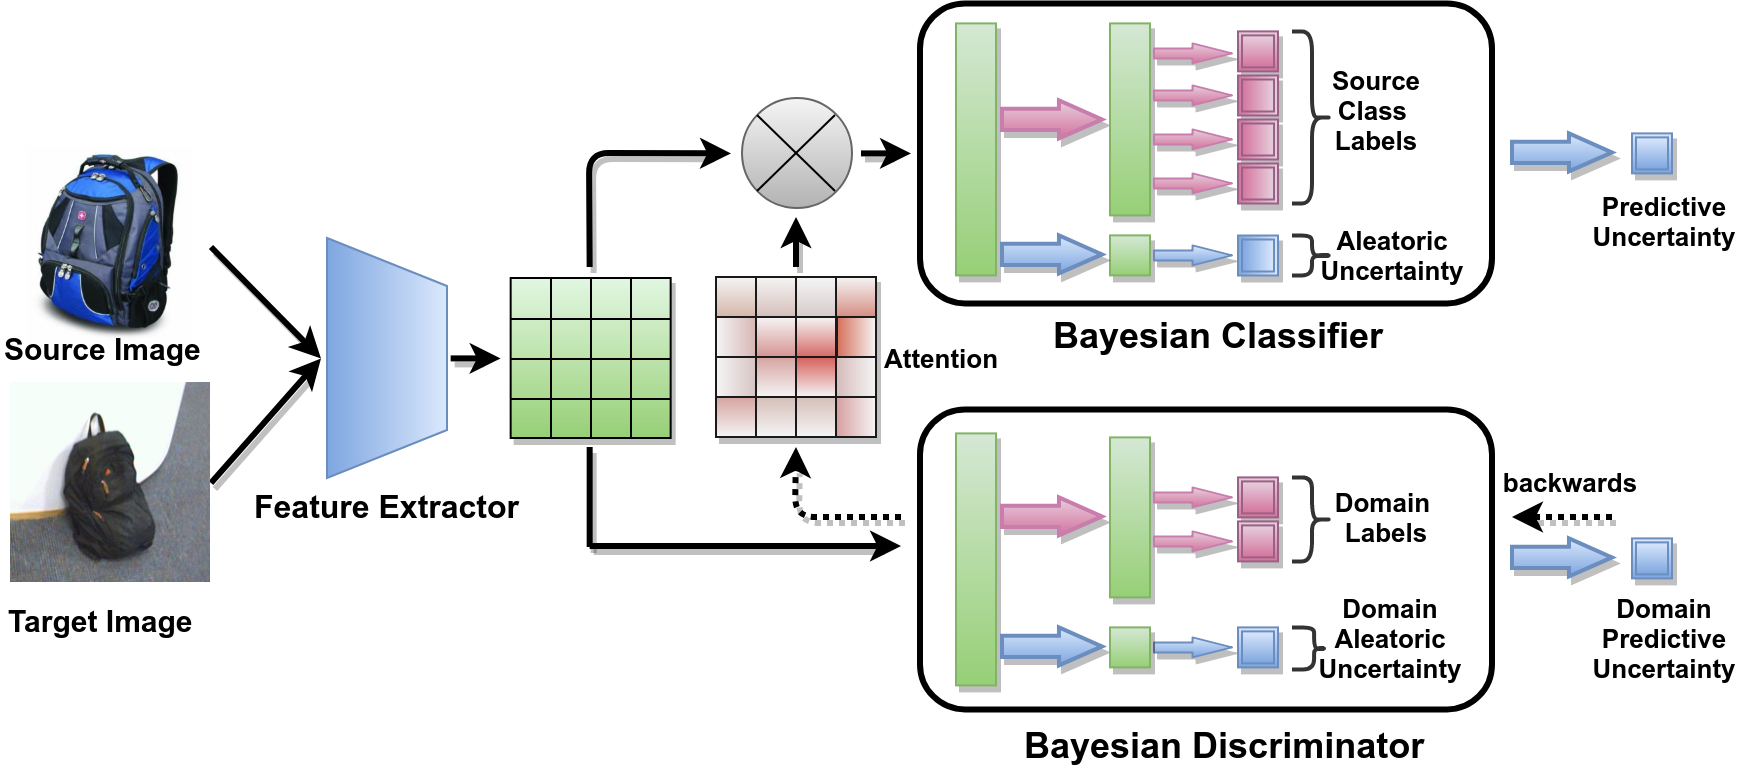 Source Image
Target Image
Feature Extractor
Attention
Source
Class
Labels
Aleatoric
Uncertainty
Bayesian Classifier
Predictive
Uncertainty
Domain
Labels
Domain
Aleatoric
Uncertainty
Bayesian Discriminator
backwards
Domain
Predictive
Uncertainty